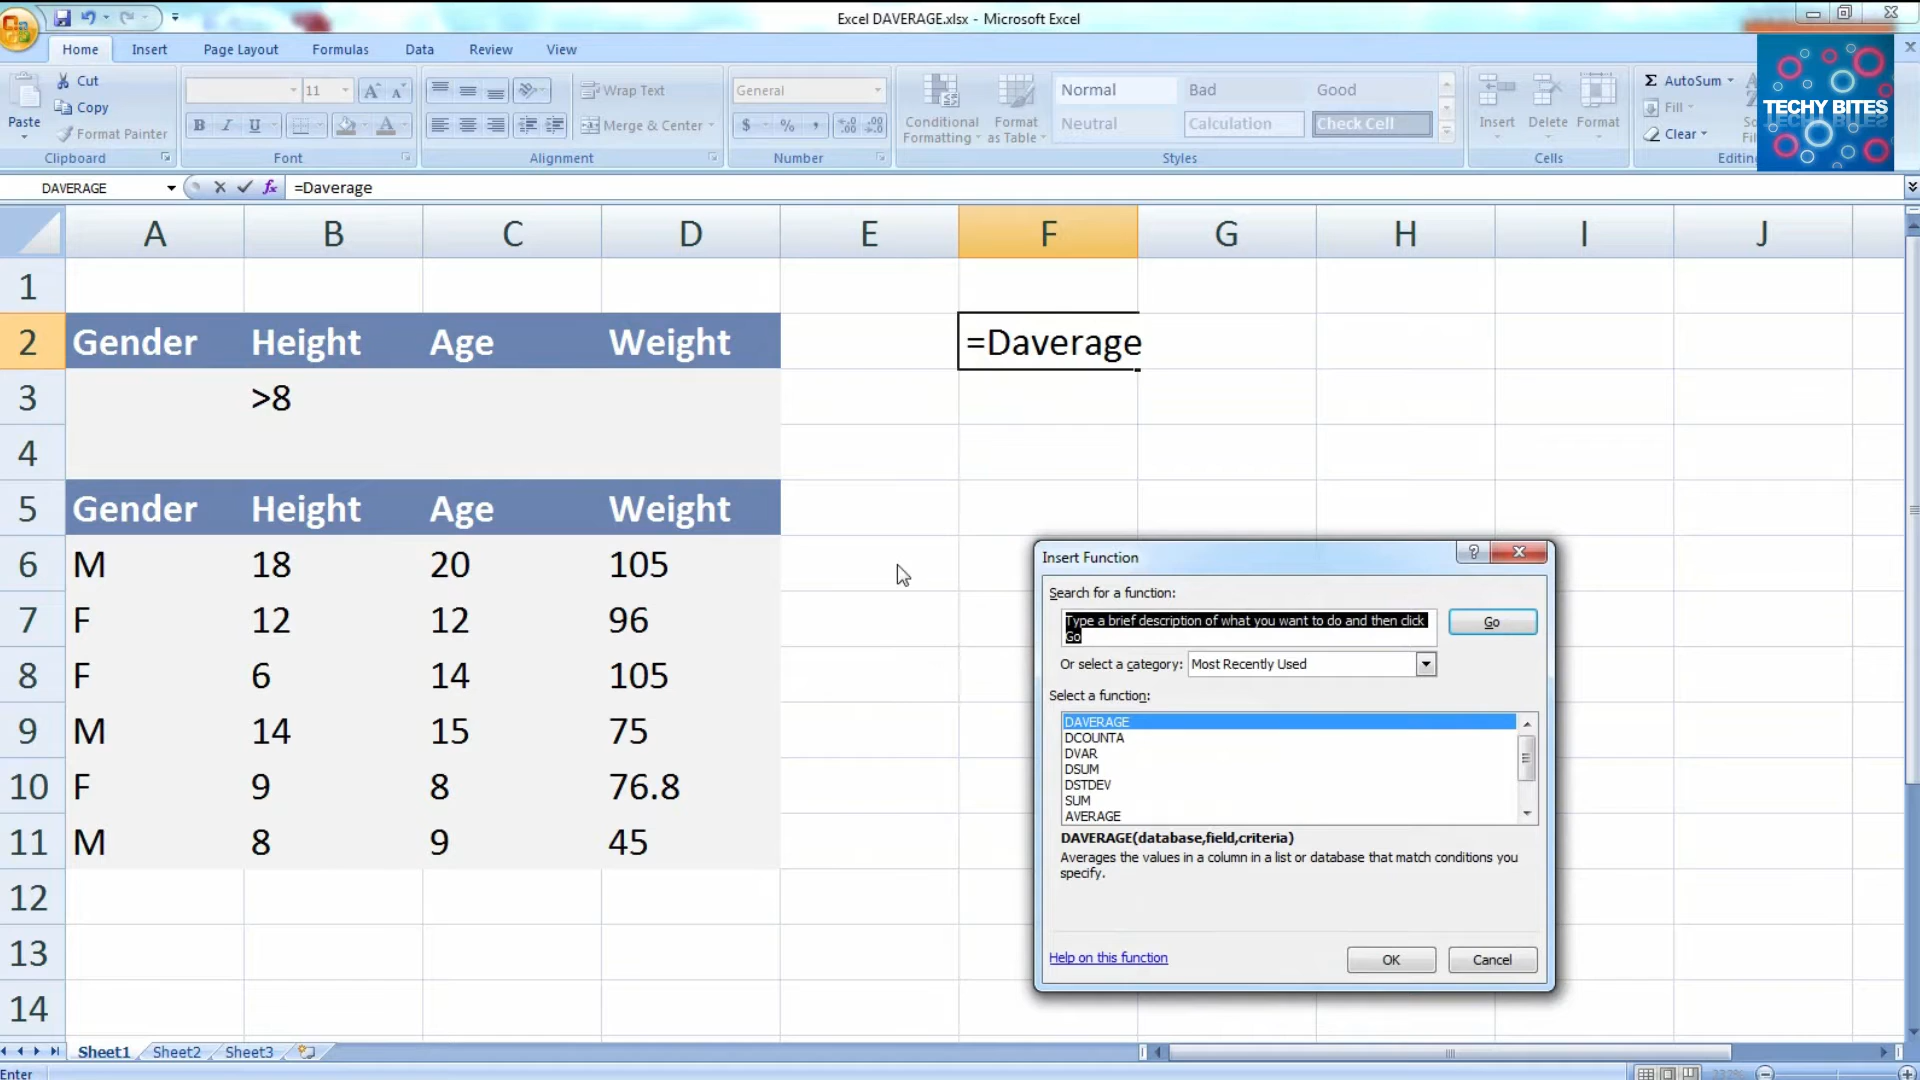 Excel DAVERAGE.xlsx - Microsoft Excel
Home Insert Page Layout Formulas Data Review View
Paste
Cut
Copy
Format Painter
Clipboard
11
B I U
A A
Font
Wrap Text
Merge & Center
Alignment
General
$ % ,
Number
Conditional Formatting
Format as Table
Normal Bad Good
Neutral Calculation Check Cell
Styles
Insert Delete Format
Cells
Σ AutoSum
Fill
Clear
Editing
TECHY BITES
DAVERAGE fx =Daverage
A B C D E F G H I J
1
2 Gender Height Age Weight =Daverage
3 >8
4
5 Gender Height Age Weight
6 M 18 20 105
7 F 12 12 96
8 F 6 14 105
9 M 14 15 75
10 F 9 8 76.8
11 M 8 9 45
12
13
14
Insert Function
Search for a function:
Type a brief description of what you want to do and then click
Go
Go
Or select a category: Most Recently Used
Select a function:
DAVERAGE
DCOUNTA
DVAR
DSUM
DSTDEV
SUM
AVERAGE
DAVERAGE(database,field,criteria)
Averages the values in a column in a list or database that match conditions you
specify.
Help on this function
OK Cancel
Sheet1 Sheet2 Sheet3
Enter